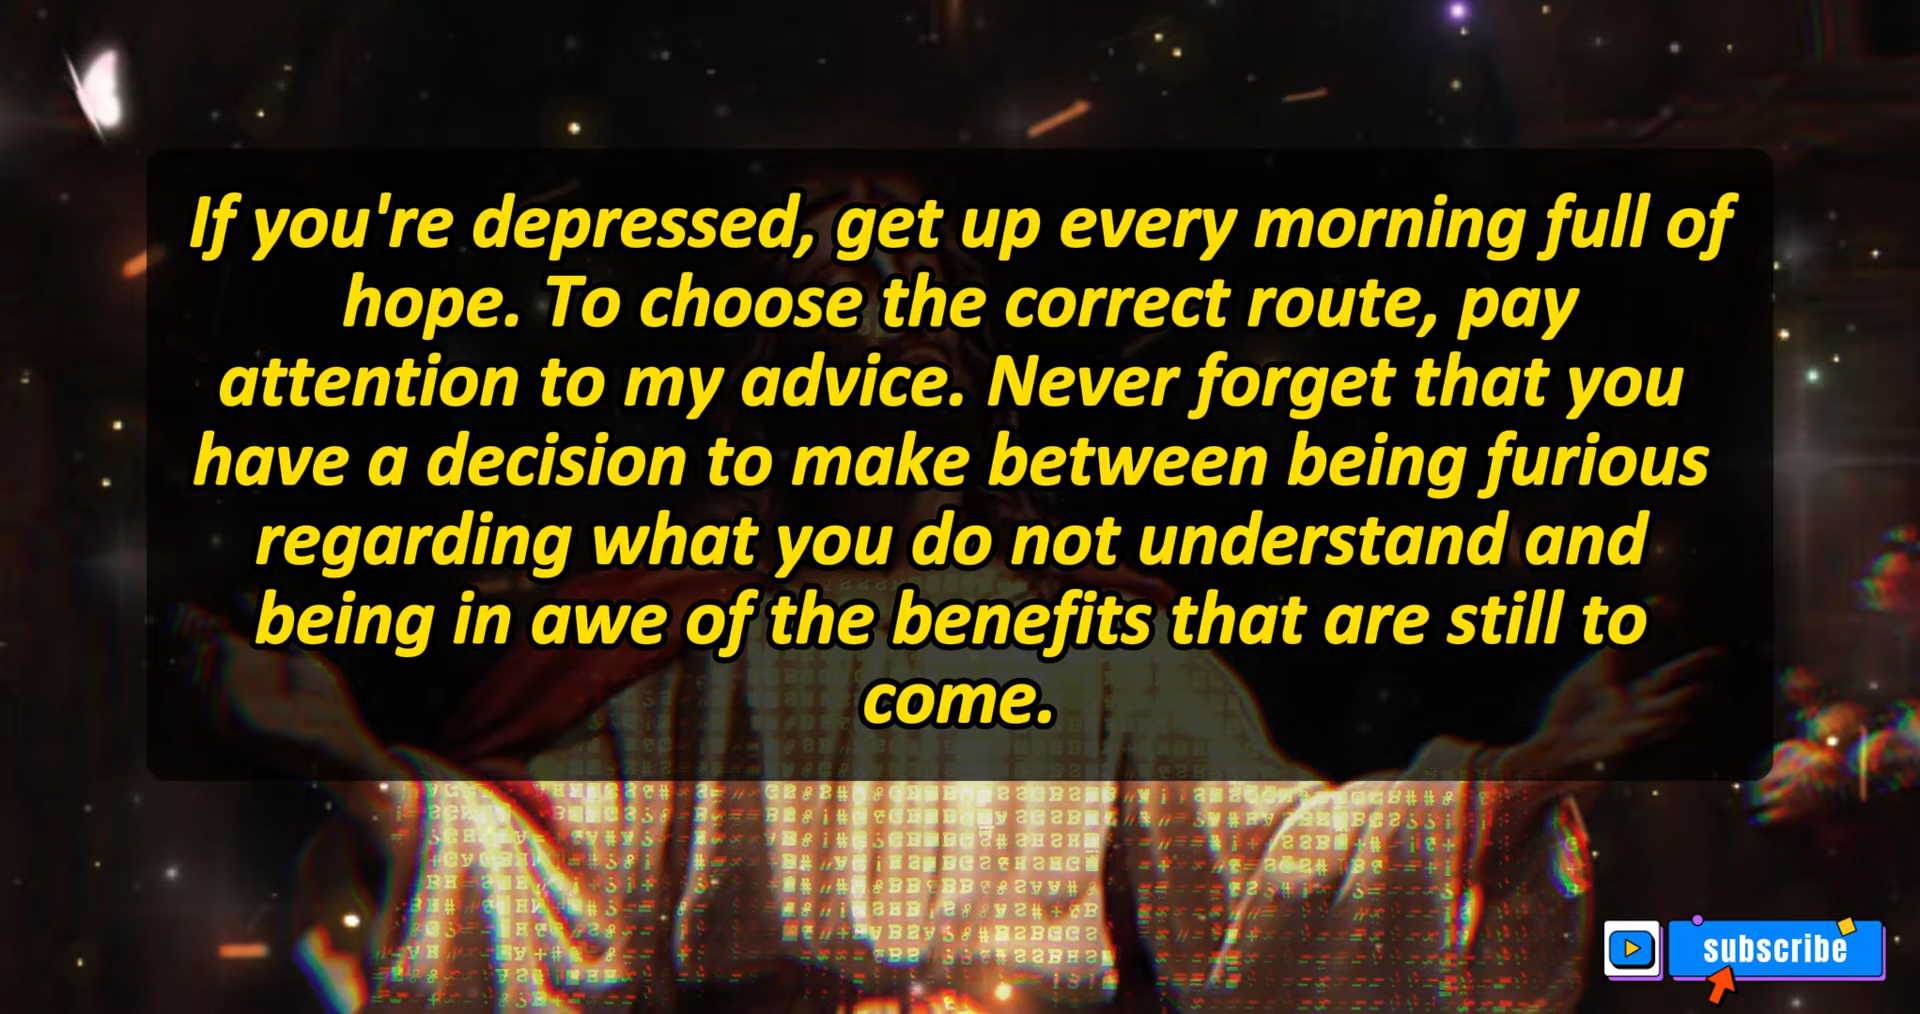 If you're depressed, get up every morning full of
hope. To choose the correct route, pay
attention to my advice. Never forget that you
have a decision to make between being furious
regarding what you do not understand and
being in awe of the benefits that are still to
come.
subscribe